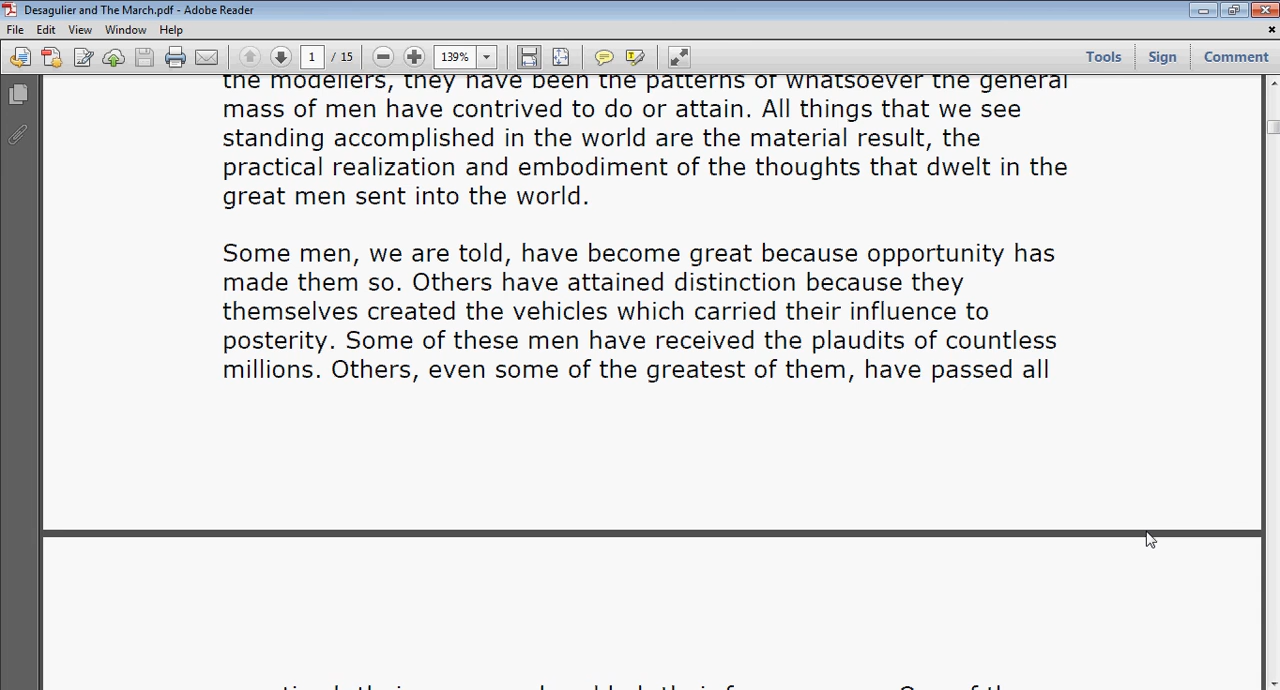 Desagulier and The March.pdf - Adobe Reader
File Edit View Window Help
1 / 15 139% Tools Sign Comment
the modellers, they have been the patterns of whatsoever the general
mass of men have contrived to do or attain. All things that we see
standing accomplished in the world are the material result, the
practical realization and embodiment of the thoughts that dwelt in the
great men sent into the world.
Some men, we are told, have become great because opportunity has
made them so. Others have attained distinction because they
themselves created the vehicles which carried their influence to
posterity. Some of these men have received the plaudits of countless
millions. Others, even some of the greatest of them, have passed all